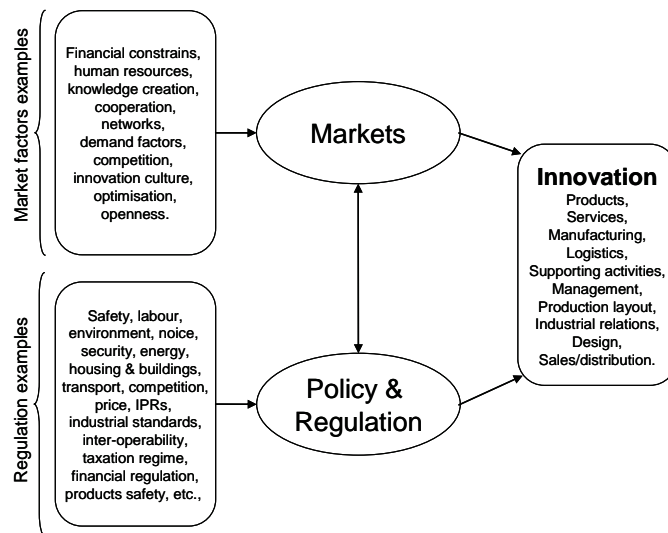 Market factors examples
Financial constrains,
human resources,
knowledge creation,
cooperation,
networks,
demand factors,
competition,
innovation culture,
optimisation,
openness.
Markets
Innovation
Products,
Services,
Manufacturing,
Logistics,
Supporting activities,
Management,
Production layout,
Industrial relations,
Design,
Sales/distribution.
Regulation examples
Safety, labour,
environment, noice,
security, energy,
housing & buildings,
transport, competition,
price, IPRs,
industrial standards,
inter-operability,
taxation regime,
financial regulation,
products safety, etc.,
Policy &
Regulation